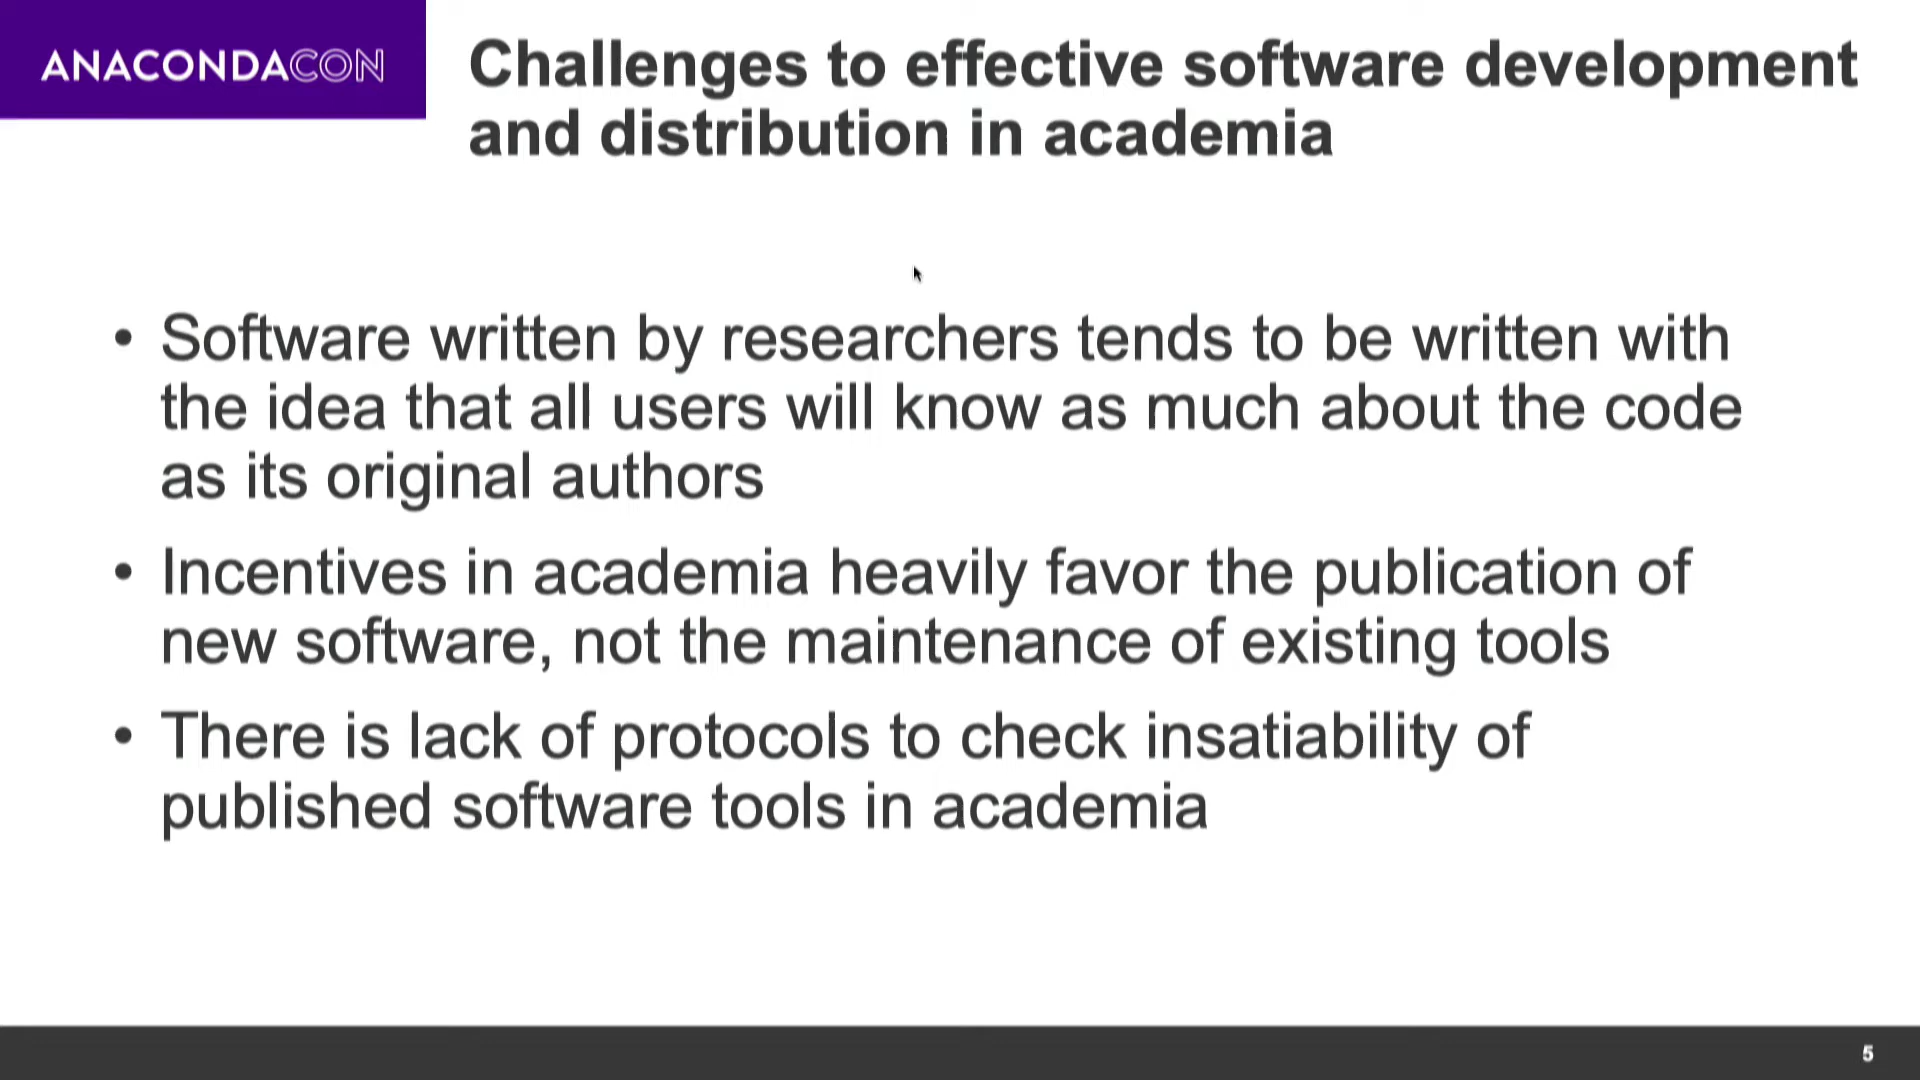 ANACONDACON
Challenges to effective software development
and distribution in academia
• Software written by researchers tends to be written with
the idea that all users will know as much about the code
as its original authors
• Incentives in academia heavily favor the publication of
new software, not the maintenance of existing tools
• There is lack of protocols to check insatiability of
published software tools in academia
5